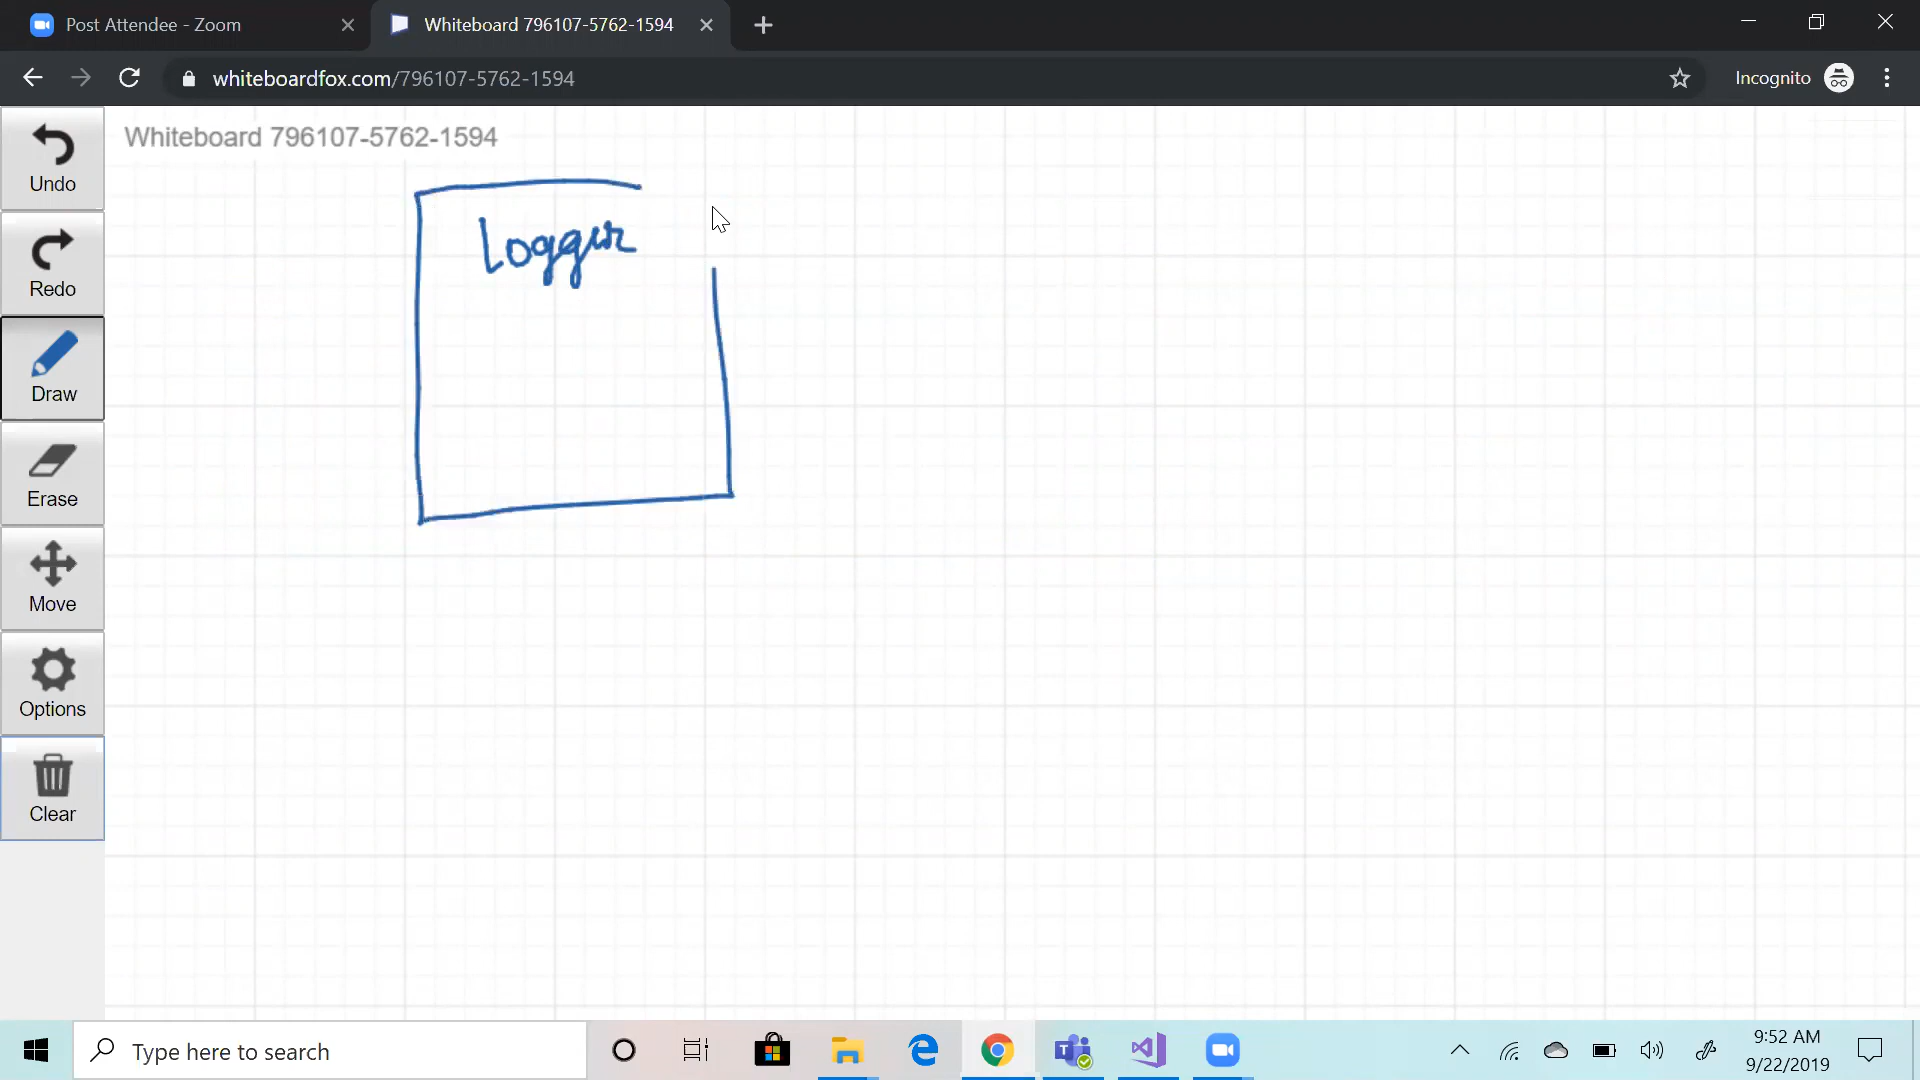 Post Attendee - Zoom
Whiteboard 796107-5762-1594
whiteboardfox.com/796107-5762-1594
Incognito
Undo
Redo
Draw
Erase
Move
Options
Clear
Whiteboard 796107-5762-1594
Logger
Type here to search
9:52 AM
9/22/2019